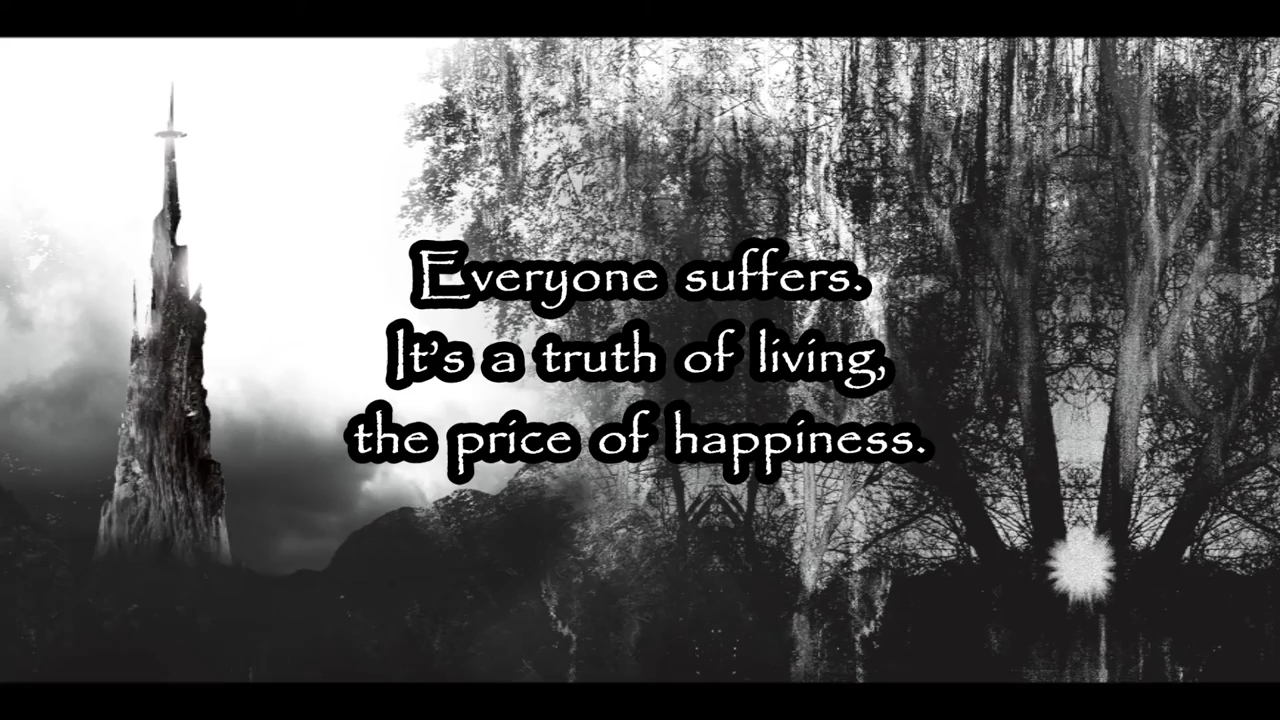 Everyone suffers.
It's a truth of living,
the price of happiness.